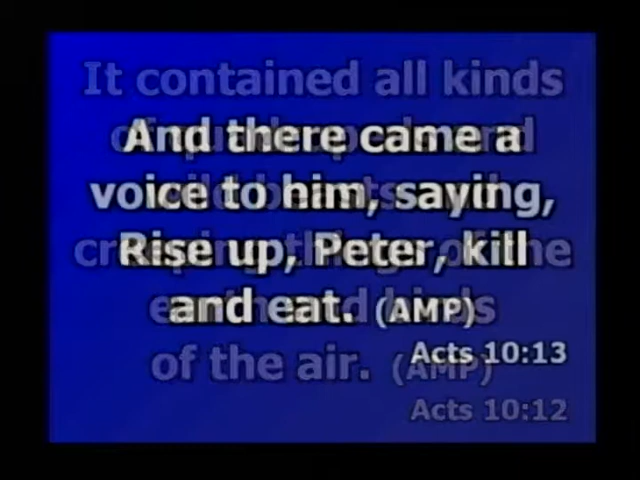 It contained all kinds
And there came a
voice to him, saying,
Rise up, Peter, kill
and eat. (AMP)
Acts 10:13
of the air. (AMP)
Acts 10:12